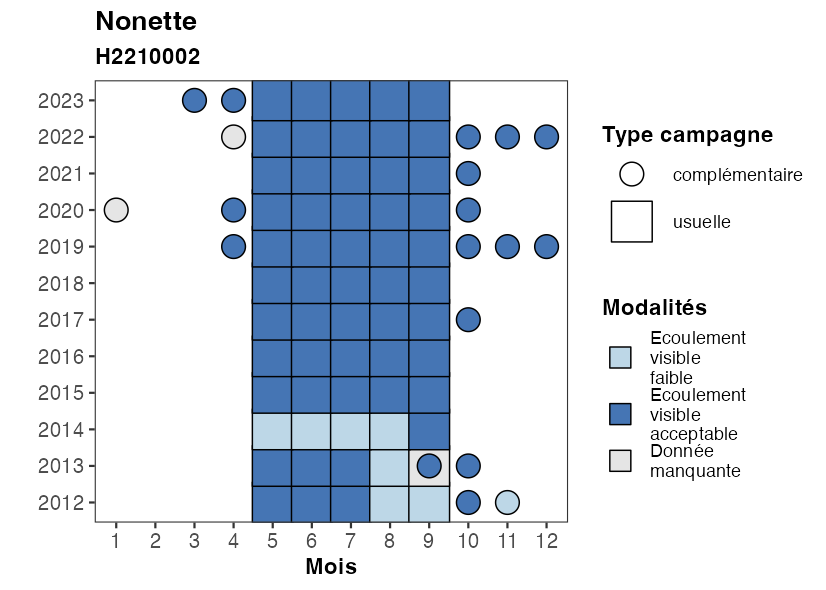 Nonette
H2210002
2023
2022
2021
2020
2019
2018
2017
2016
2015
2014
2013
2012
1 2 3 4 5 6 7 8 9 10 11 12
Mois
Type campagne
complémentaire
usuelle
Modalités
Ecoulement
visible
faible
Ecoulement
visible
acceptable
Donnée
manquante